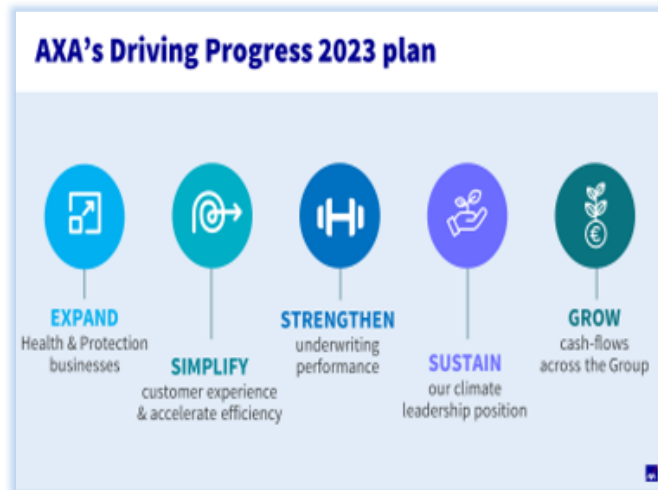 AXA's Driving Progress 2023 plan
EXPAND
Health & Protection
businesses
SIMPLIFY
customer experience
& accelerate efficiency
STRENGTHEN
underwriting
performance
SUSTAIN
our climate
leadership position
GROW
cash-flows
across the Group
€
AXA